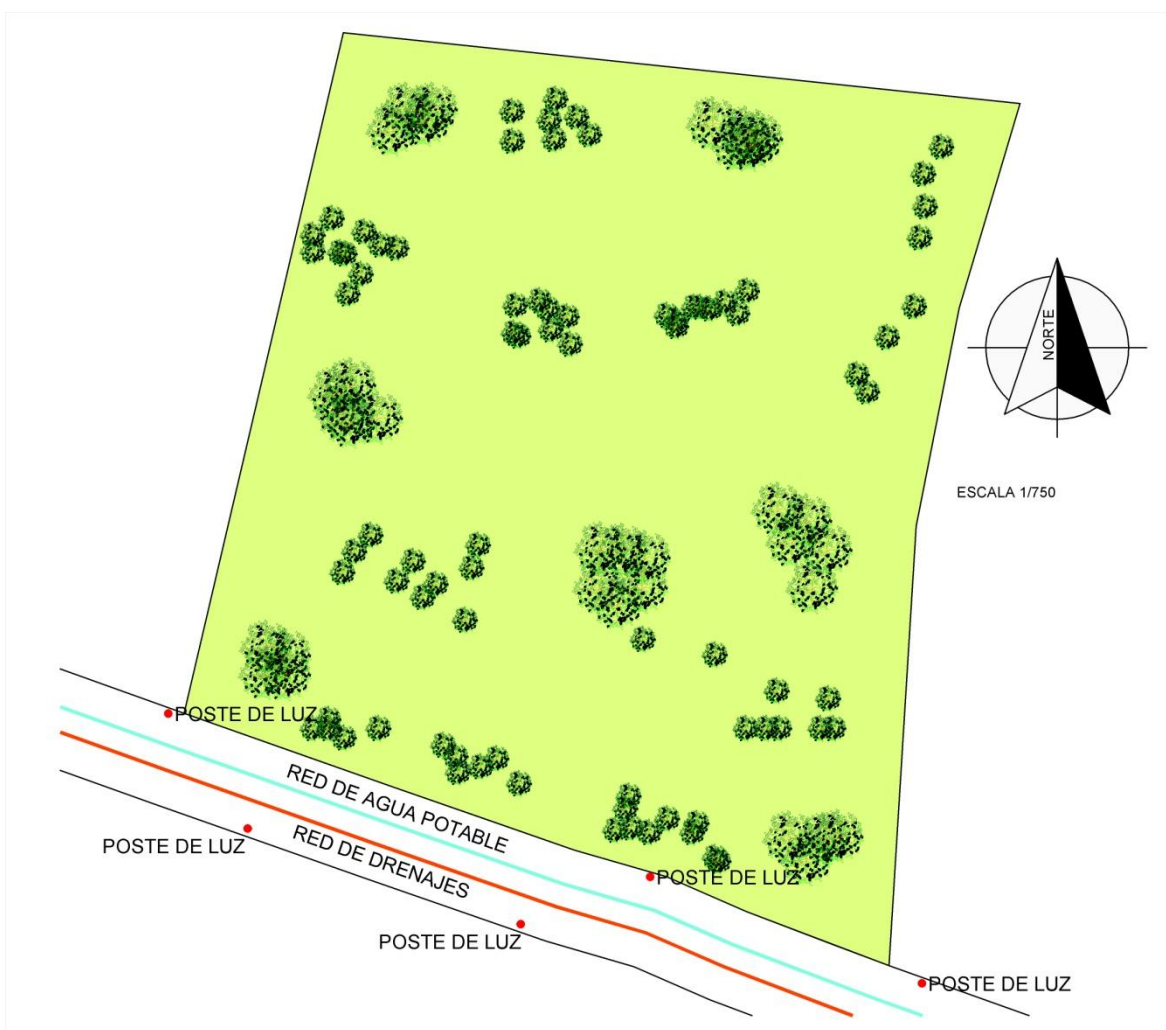 NORTE
ESCALA 1/750
POSTE DE LUZ
RED DE AGUA POTABLE
POSTE DE LUZ
RED DE DRENAJES
POSTE DE LUZ
POSTE DE LUZ
POSTE DE LUZ